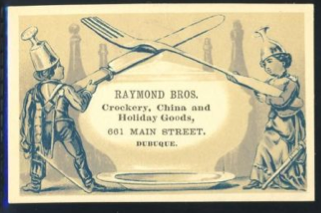 RAYMOND BROS.
Crockery, China and
Holiday Goods,
661 MAIN STREET.
DUBUQUE.